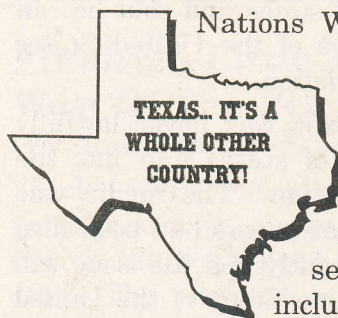 Nations W
TEXAS... IT'S A
WHOLE OTHER
COUNTRY!
se
inclu